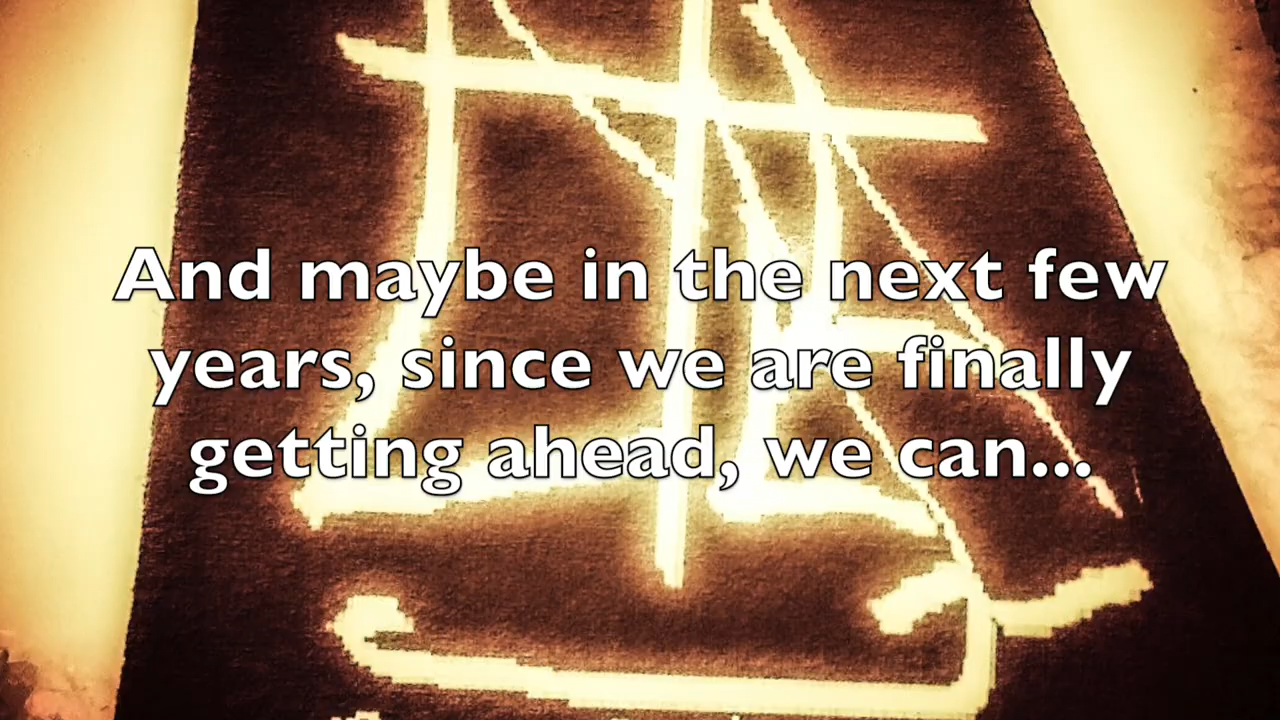 And maybe in the next few
years, since we are finally
getting ahead, we can...